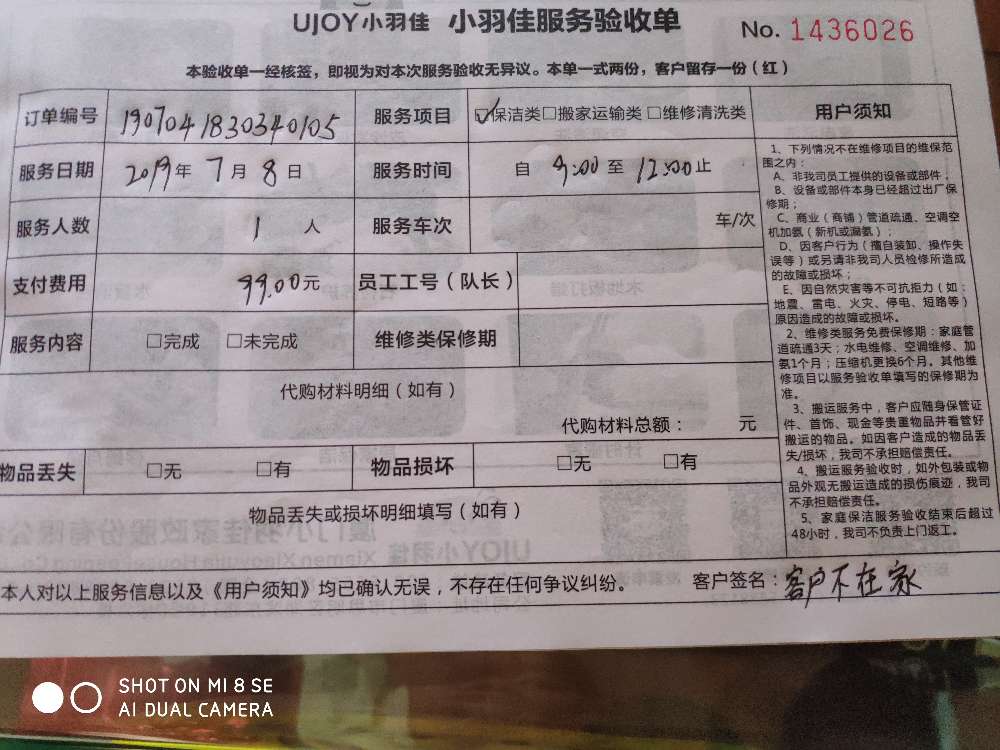 UJOY小羽佳 小羽佳服务验收单 No. 1436026
本验收单一经核签，即视为对本次服务验收无异议。本单一式两份，客户留存一份（红）
订单编号 1907041830340105 服务项目 ☑保洁类□搬家运输类□维修清洗类
服务日期 2019年7月8日 服务时间 自 9:00 至 12:00止
服务人数 1 人 服务车次 车/次
支付费用 99.00元 员工工号（队长）
服务内容 □完成 □未完成 维修类保修期
代购材料明细（如有）
代购材料总额： 元
物品丢失 □无 □有 物品损坏 □无 □有
物品丢失或损坏明细填写（如有）
用户须知
1、下列情况不在维修项目的维保范
围之内：
A、非我司员工提供的设备或部件；
B、设备或部件本身已经超过出厂保
修期；
C、商业（商铺）管道疏通、空调空
机加氨（新机或漏氨）；
D、因客户行为（擅自装卸、操作失
误等）或另请非我司人员检修所造成
的故障或损坏；
E、因自然灾害等不可抗拒力（如：
地震、雷电、火灾、停电、短路等）
原因造成的故障或损坏。
2、维修类服务免费保修期：家庭管
道疏通3天；水电维修、空调维修、加
氨1个月；压缩机更换6个月。其他维
修项目以服务验收单填写的保修期为
准。
3、搬运服务中，客户应随身保管证
件、首饰、现金等贵重物品并看管好
搬运的物品。如因客户造成的物品丢
失/损坏，我司不承担赔偿责任。
4、搬运服务验收时，如外包装或物
品外观无搬运造成的损伤痕迹，我司
不承担赔偿责任。
5、家庭保洁服务验收结束后超过
48小时，我司不负责上门返工。
本人对以上服务信息以及《用户须知》均已确认无误，不存在任何争议纠纷。 客户签名：客户不在家
SHOT ON MI 8 SE
AI DUAL CAMERA